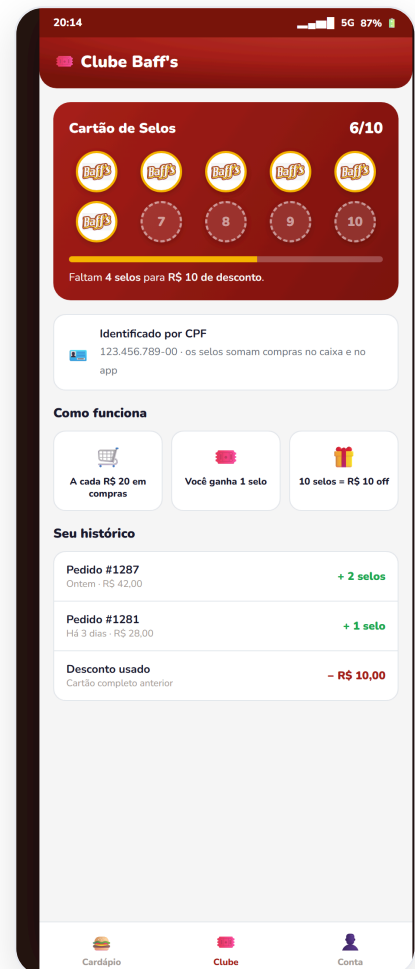 20:14
5G 87%
Clube Baff's
Cartão de Selos
6/10
Baff's Baff's Baff's Baff's Baff's
Baff's 7 8 9 10
Faltam 4 selos para R$ 10 de desconto.
Identificado por CPF
123.456.789-00 · os selos somam compras no caixa e no
app
Como funciona
A cada R$ 20 em
compras
Você ganha 1 selo
10 selos = R$ 10 off
Seu histórico
Pedido #1287
Ontem · R$ 42,00
+ 2 selos
Pedido #1281
Há 3 dias · R$ 28,00
+ 1 selo
Desconto usado
Cartão completo anterior
− R$ 10,00
Cardápio
Clube
Conta